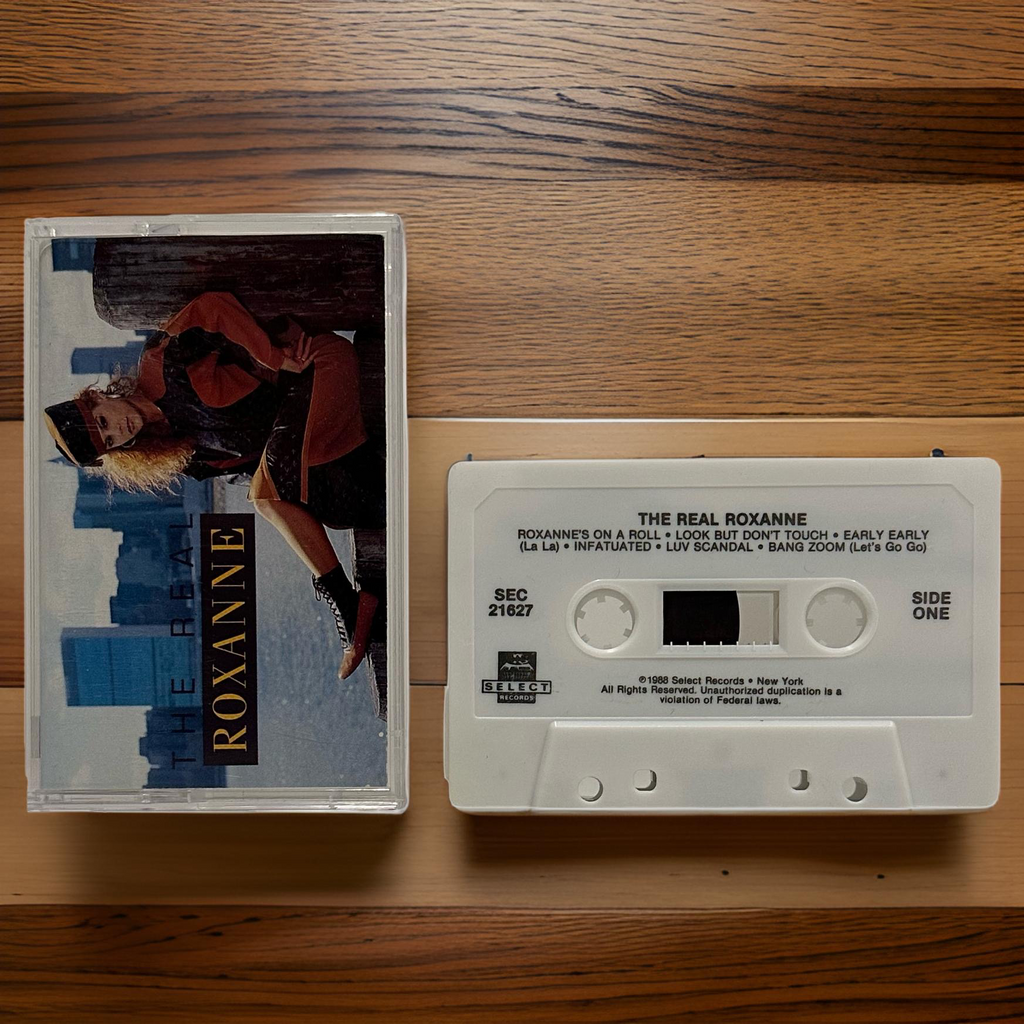 THE REAL
ROXANNE
THE REAL ROXANNE
ROXANNE'S ON A ROLL • LOOK BUT DON'T TOUCH • EARLY EARLY
(La La) • INFATUATED • LUV SCANDAL • BANG ZOOM (Let's Go Go)
SEC
21627
SIDE
ONE
SELECT
RECORDS
℗1988 Select Records • New York
All Rights Reserved. Unauthorized duplication is a
violation of Federal laws.